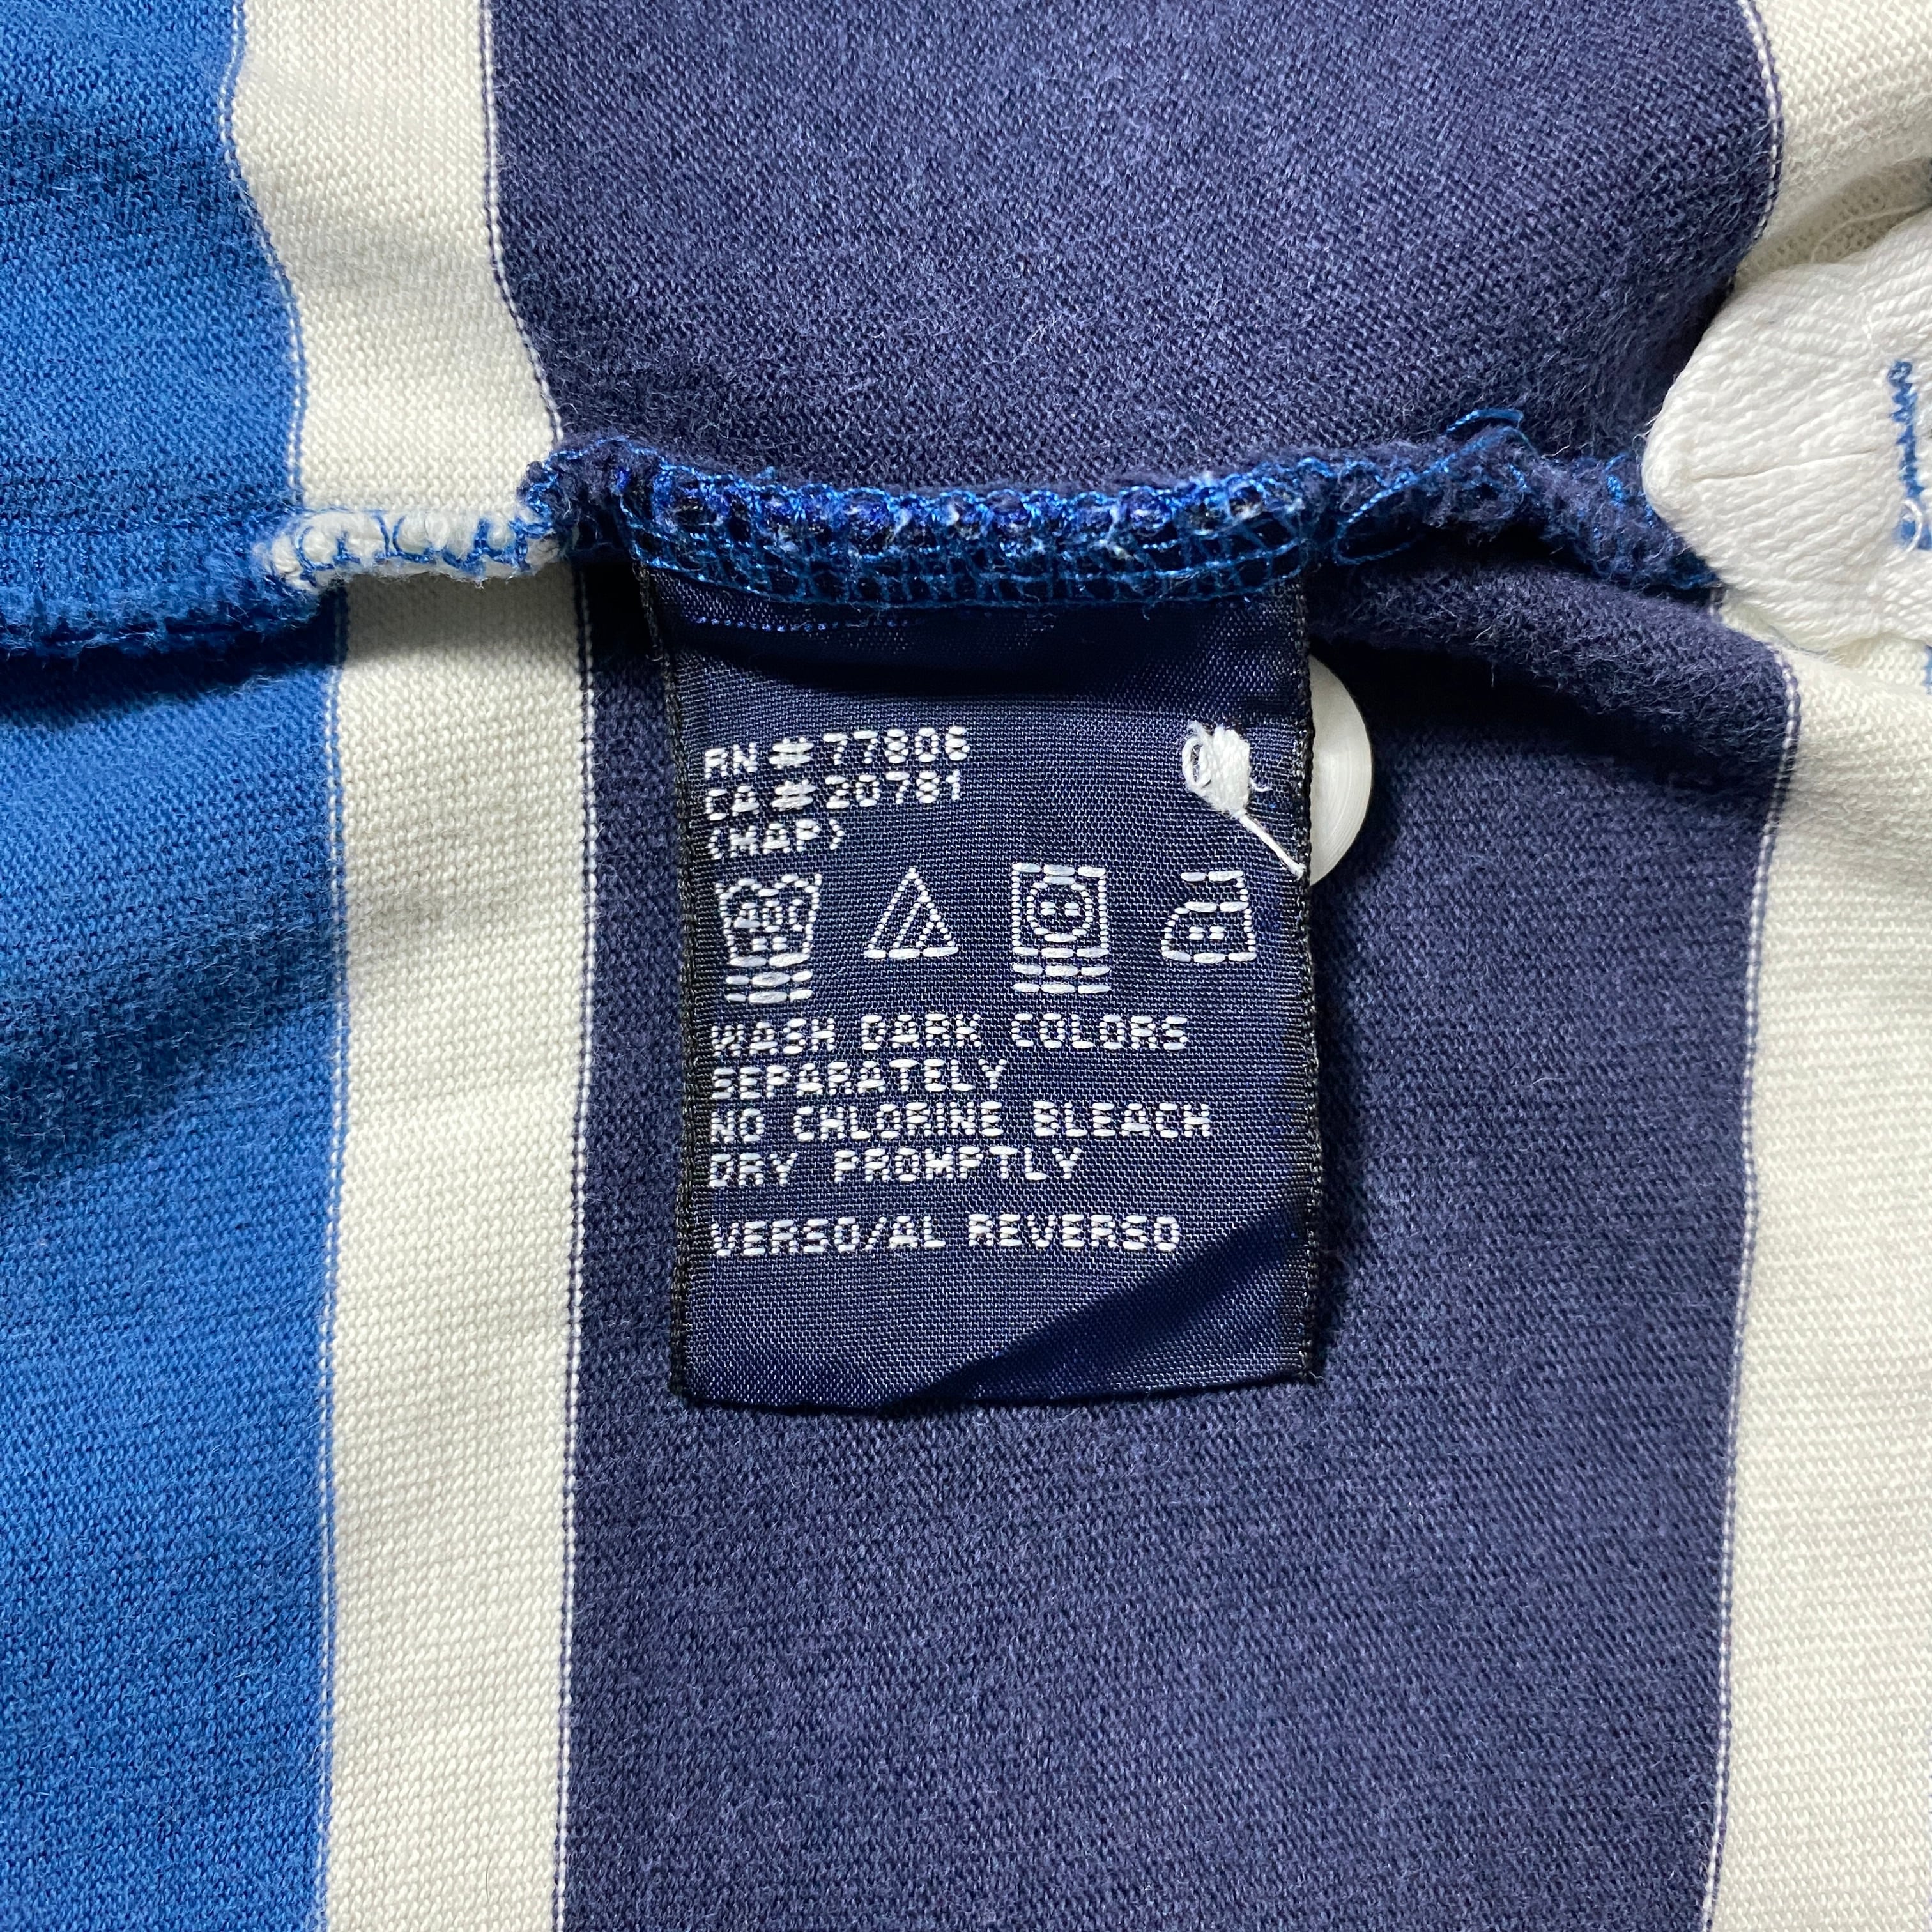 RN # 77806
CA # 20781
(MAP)
WASH DARK COLORS
SEPARATELY
NO CHLORINE BLEACH
DRY PROMPTLY
VERSO/AL REVERSO